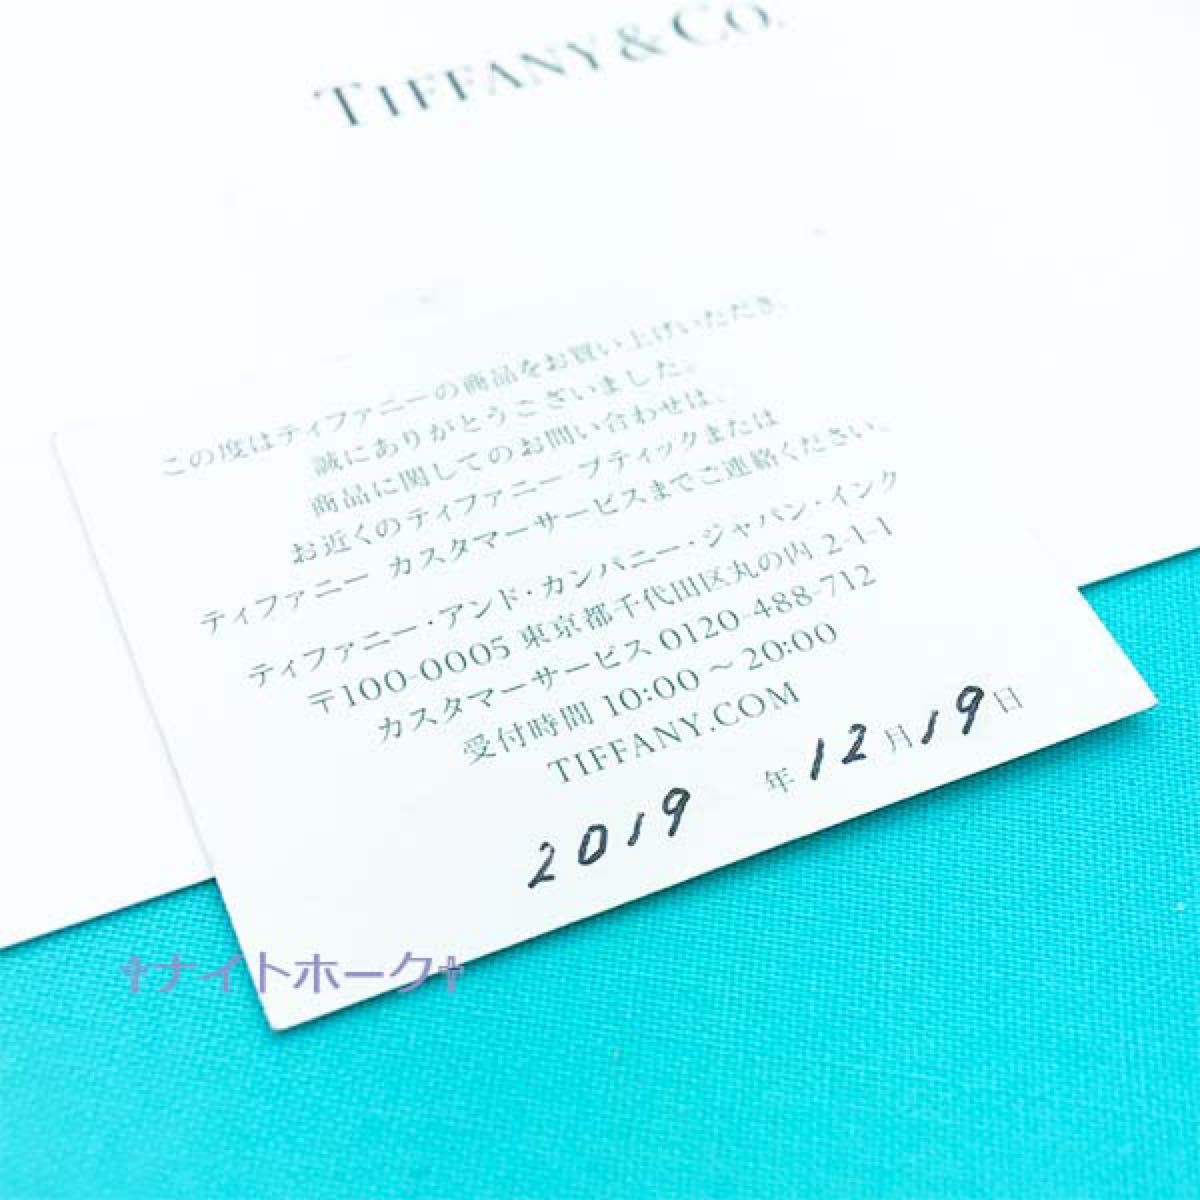 TIFFANY & CO.
この度はティファニーの商品をお買い上げいただき、
誠にありがとうございました。
商品に関してのお問い合わせは、
お近くのティファニー ブティックまたは
ティファニー カスタマーサービスまでご連絡ください。
ティファニー・アンド・カンパニー・ジャパン・インク
〒100-0005 東京都千代田区丸の内 2-1-1
カスタマーサービス 0120-488-712
受付時間 10:00～20:00
TIFFANY.COM
2019 年 12 月 19 日
✞ナイトホーク✞